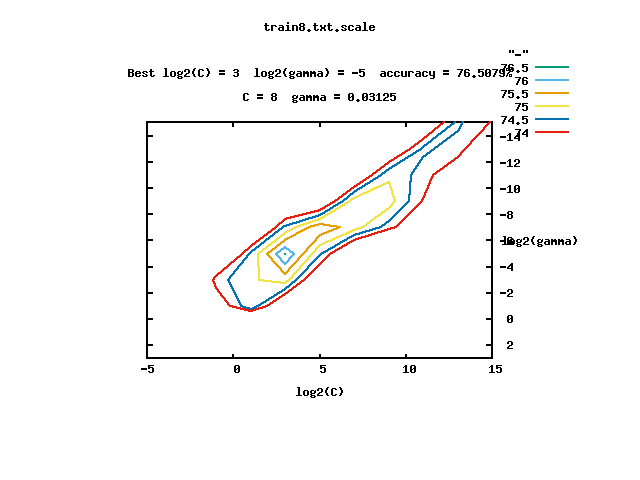 train8.txt.scale
"-"
Best log2(C) = 3  log2(gamma) = -5  accuracy = 76.5079%
76.5
76
C = 8  gamma = 0.03125
75.5
75
74.5
74
-14
-12
-10
-8
-6
log2(gamma)
-4
-2
0
2
-5 0 5 10 15
log2(C)